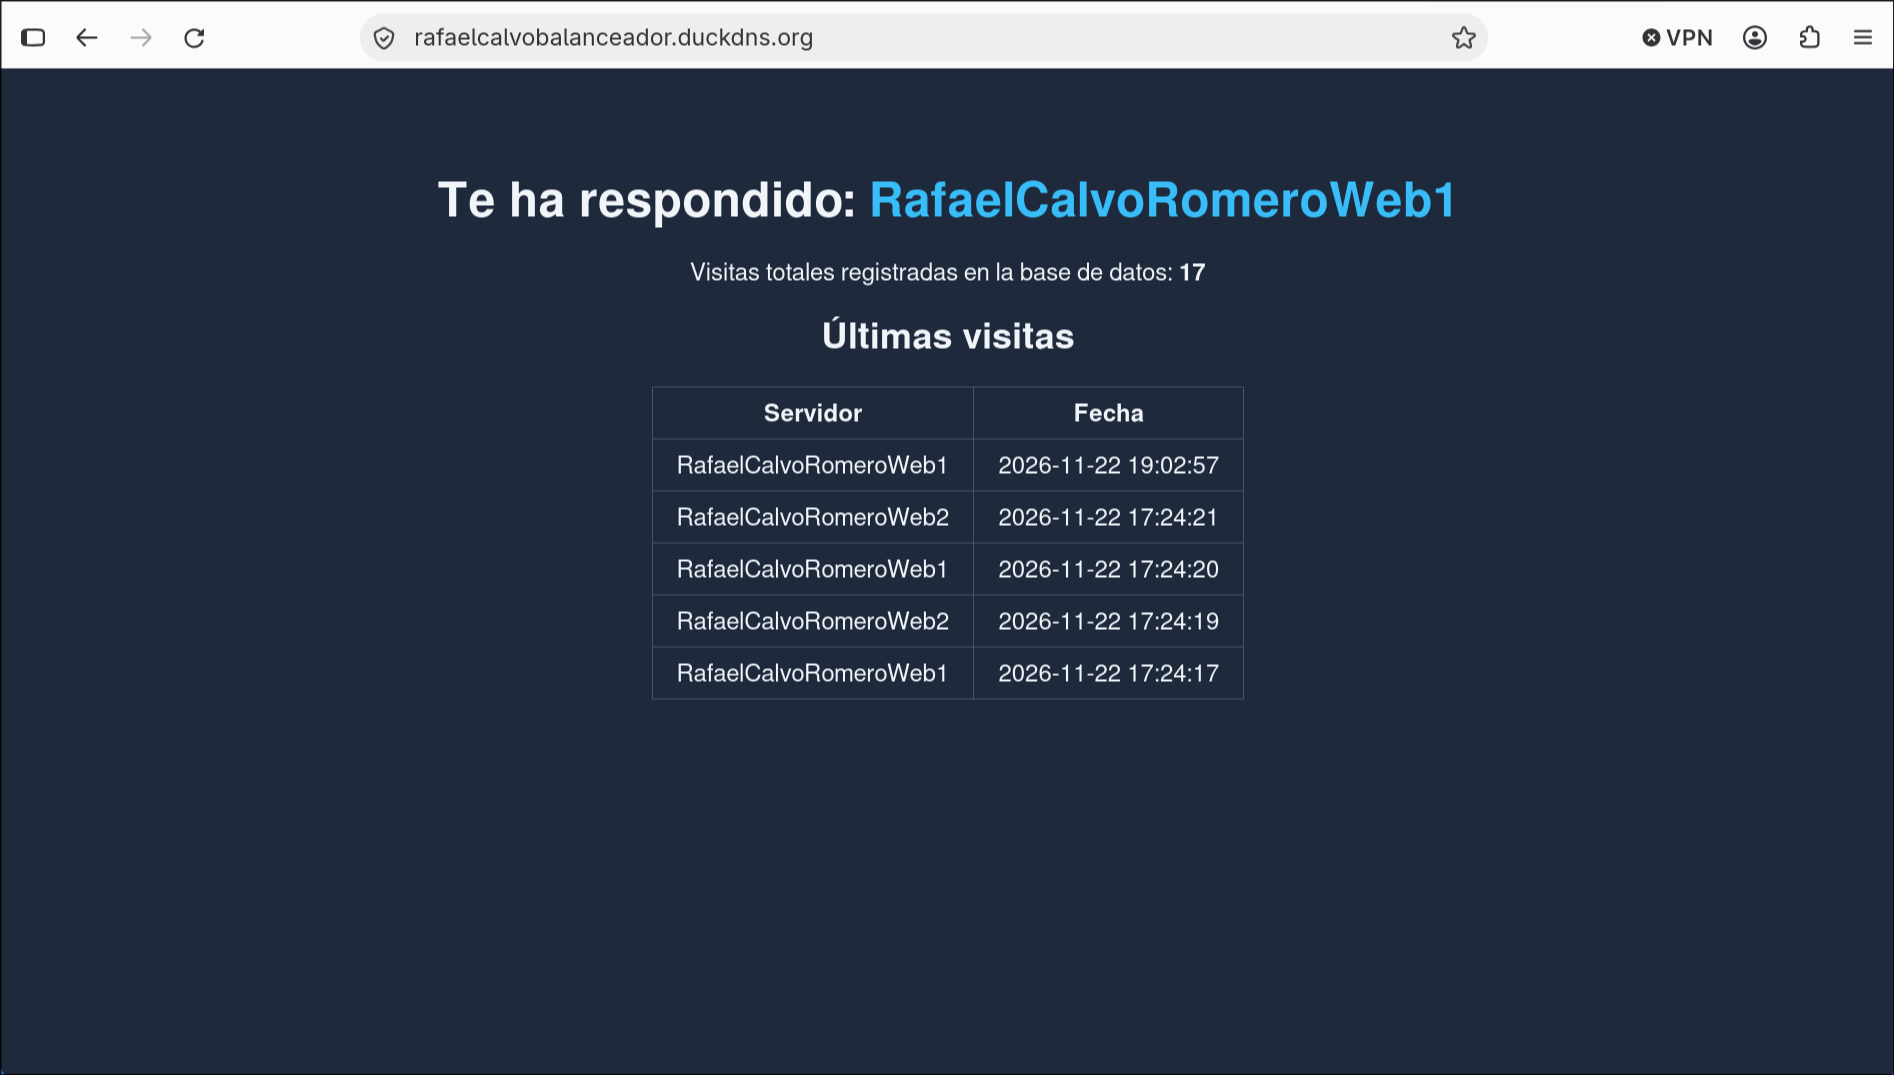 rafaelcalvobalanceador.duckdns.org
VPN
Te ha respondido: RafaelCalvoRomeroWeb1
Visitas totales registradas en la base de datos: 17
Últimas visitas
Servidor Fecha
RafaelCalvoRomeroWeb1 2026-11-22 19:02:57
RafaelCalvoRomeroWeb2 2026-11-22 17:24:21
RafaelCalvoRomeroWeb1 2026-11-22 17:24:20
RafaelCalvoRomeroWeb2 2026-11-22 17:24:19
RafaelCalvoRomeroWeb1 2026-11-22 17:24:17